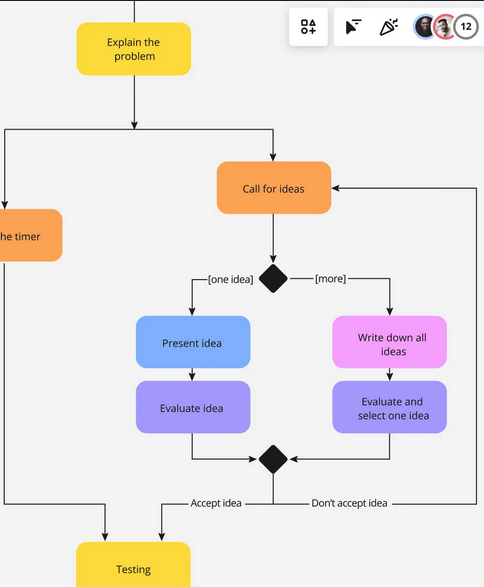 Explain the
problem
12
Call for ideas
he timer
[one idea]
[more]
Present idea
Write down all
ideas
Evaluate idea
Evaluate and
select one idea
Accept idea
Don't accept idea
Testing